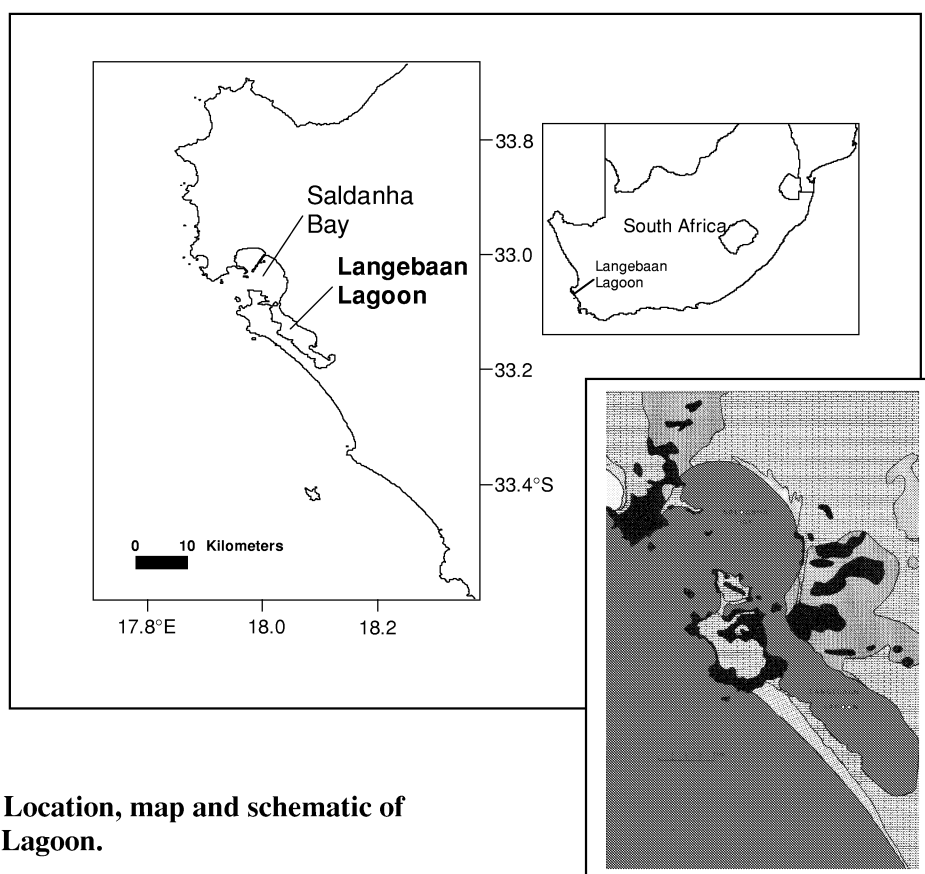 33.8
Saldanha
Bay
33.0
Langebaan
Lagoon
33.2
33.4°S
0 10 Kilometers
17.8°E 18.0 18.2
South Africa
Langebaan
Lagoon
LAGOON
Location, map and schematic of
Lagoon.